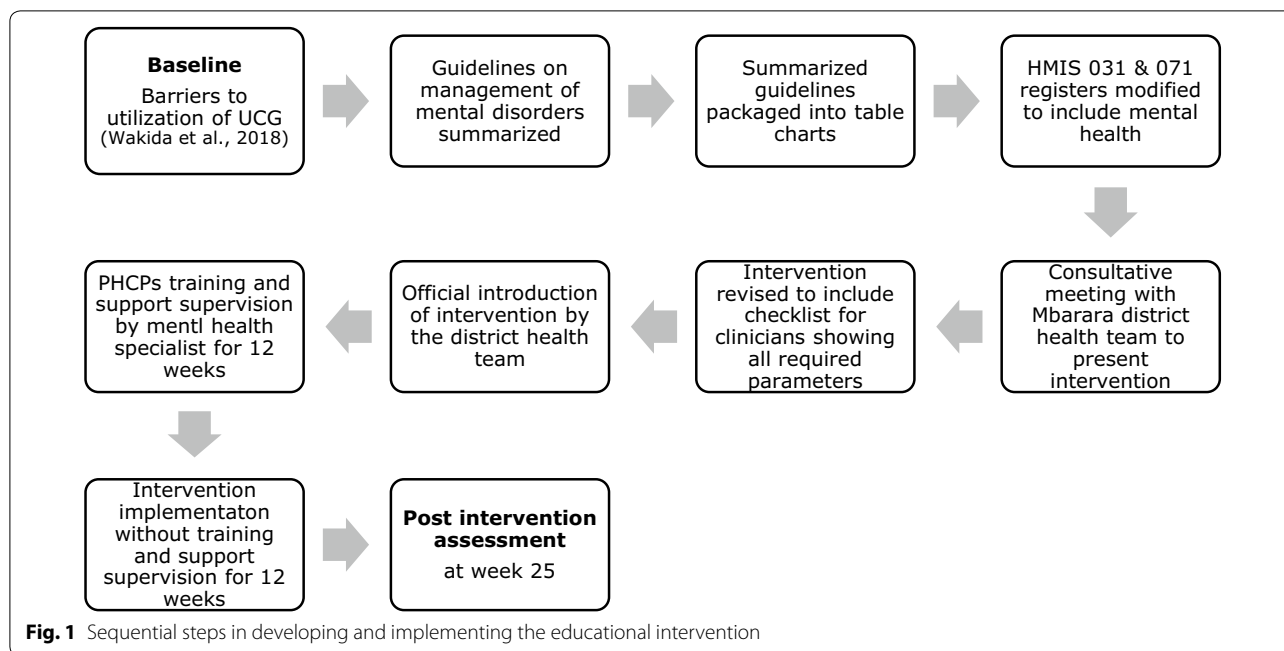 Baseline
Barriers to
utilization of UCG
(Wakida et al., 2018)
Guidelines on
management of
mental disorders
summarized
Summarized
guidelines
packaged into table
charts
HMIS 031 & 071
registers modified
to include mental
health
Consultative
meeting with
Mbarara district
health team to
present
intervention
Intervention
revised to include
checklist for
clinicians showing
all required
parameters
Official introduction
of intervention by
the district health
team
PHCPs training and
support supervision
by mentl health
specialist for 12
weeks
Intervention
implementaton
without training
and support
supervision for 12
weeks
Post intervention
assessment
at week 25
Fig. 1 Sequential steps in developing and implementing the educational intervention